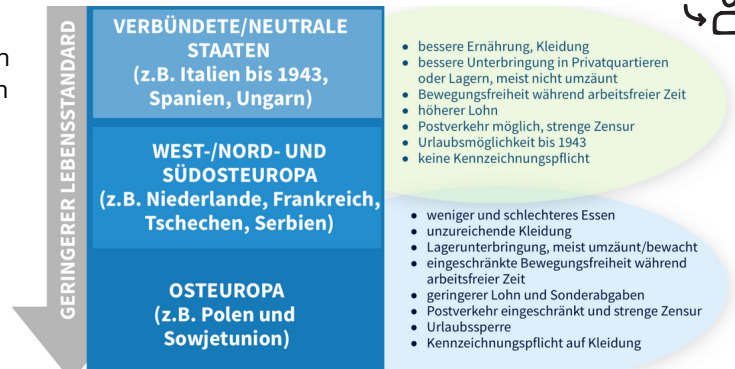 n
n
GERINGERER LEBENSSTANDARD
VERBÜNDETE/NEUTRALE
STAATEN
(z.B. Italien bis 1943,
Spanien, Ungarn)
WEST-/NORD- UND
SÜDOSTEUROPA
(z.B. Niederlande, Frankreich,
Tschechen, Serbien)
OSTEUROPA
(z.B. Polen und
Sowjetunion)
• bessere Ernährung, Kleidung
• bessere Unterbringung in Privatquartieren
oder Lagern, meist nicht umzäunt
• Bewegungsfreiheit während arbeitsfreier Zeit
• höherer Lohn
• Postverkehr möglich, strenge Zensur
• Urlaubsmöglichkeit bis 1943
• keine Kennzeichnungspflicht
• weniger und schlechteres Essen
• unzureichende Kleidung
• Lagerunterbringung, meist umzäunt/bewacht
• eingeschränkte Bewegungsfreiheit während
arbeitsfreier Zeit
• geringerer Lohn und Sonderabgaben
• Postverkehr eingeschränkt und strenge Zensur
• Urlaubssperre
• Kennzeichnungspflicht auf Kleidung